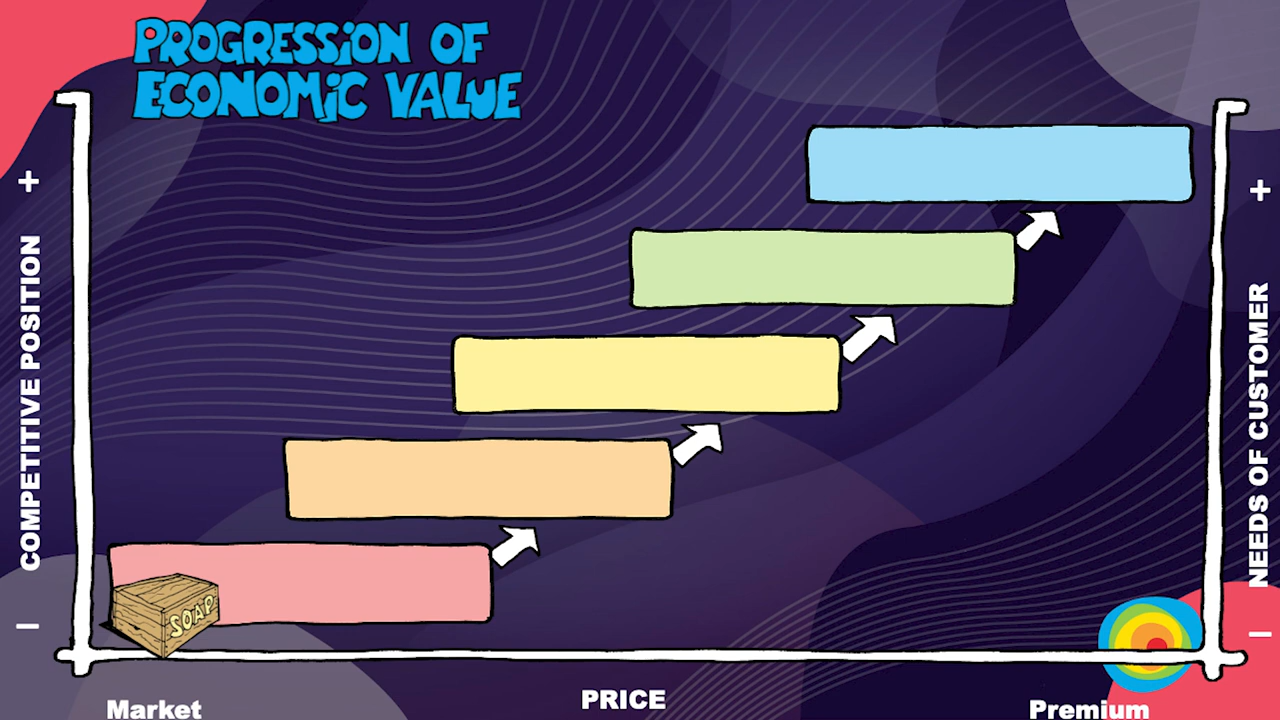 PROGRESSiON OF
ECONOMiC VALUE
+
+
COMPETITIVE POSITION
NEEDS OF CUSTOMER
SOAP
–
–
Market
PRICE
Premium